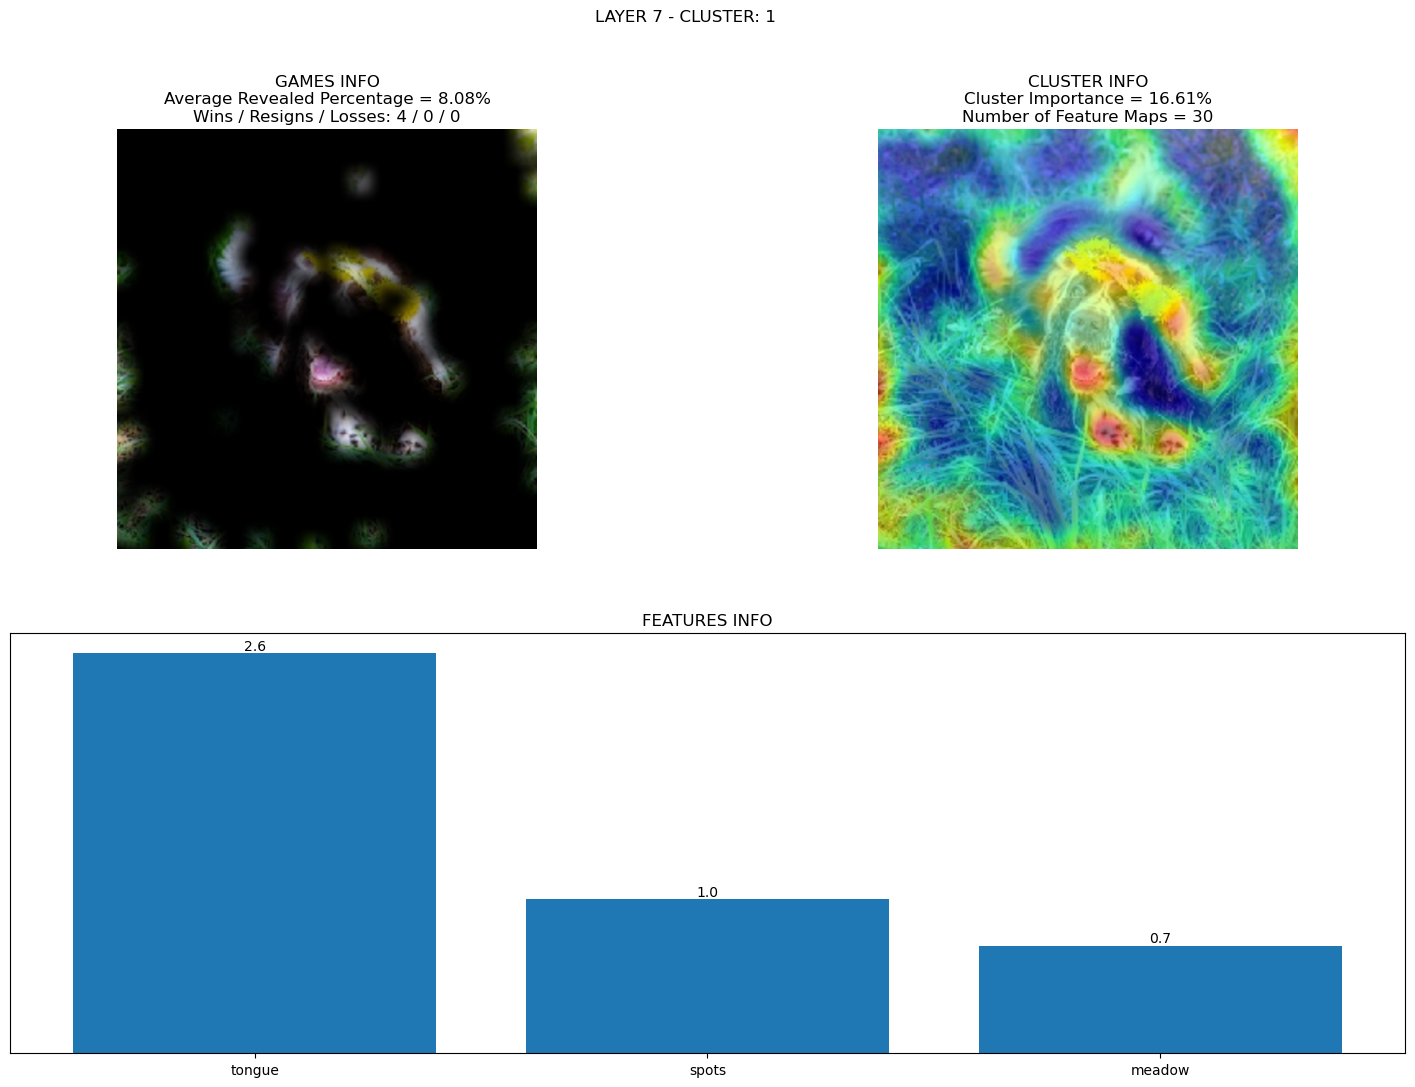 LAYER 7 - CLUSTER: 1
GAMES INFO
Average Revealed Percentage = 8.08%
Wins / Resigns / Losses: 4 / 0 / 0
CLUSTER INFO
Cluster Importance = 16.61%
Number of Feature Maps = 30
FEATURES INFO
2.6
1.0
0.7
tongue
spots
meadow